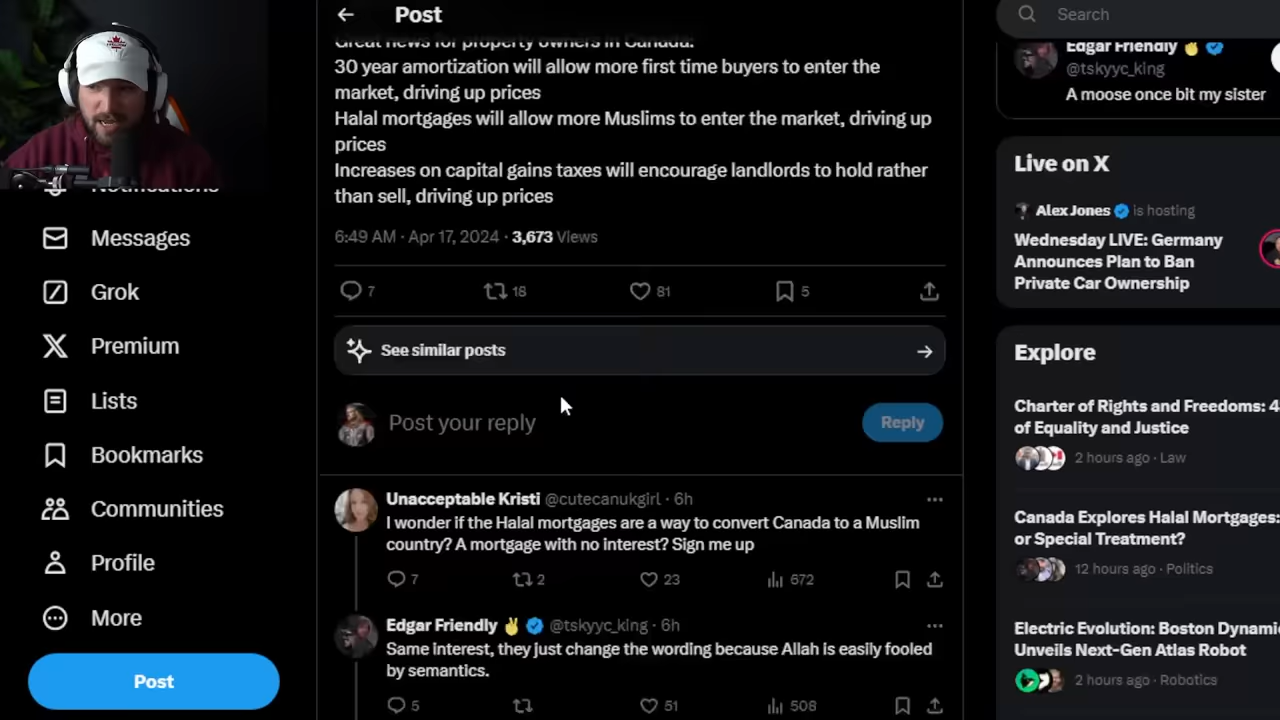 Post
Great news for property owners in Canada:
30 year amortization will allow more first time buyers to enter the
market, driving up prices
Halal mortgages will allow more Muslims to enter the market, driving up
prices
Increases on capital gains taxes will encourage landlords to hold rather
than sell, driving up prices
6:49 AM · Apr 17, 2024 · 3,673 Views
7
18
81
5
See similar posts
Post your reply
Reply
Unacceptable Kristi @cutecanukgirl · 6h
I wonder if the Halal mortgages are a way to convert Canada to a Muslim
country? A mortgage with no interest? Sign me up
7
2
23
672
Edgar Friendly @tskyyc_king · 6h
Same interest, they just change the wording because Allah is easily fooled
by semantics.
5
51
508
Notifications
Messages
Grok
Premium
Lists
Bookmarks
Communities
Profile
More
Post
Search
Edgar Friendly
@tskyyc_king
A moose once bit my sister
Live on X
Alex Jones is hosting
Wednesday LIVE: Germany
Announces Plan to Ban
Private Car Ownership
Explore
Charter of Rights and Freedoms: 4
of Equality and Justice
2 hours ago · Law
Canada Explores Halal Mortgages:
or Special Treatment?
12 hours ago · Politics
Electric Evolution: Boston Dynami
Unveils Next-Gen Atlas Robot
2 hours ago · Robotics